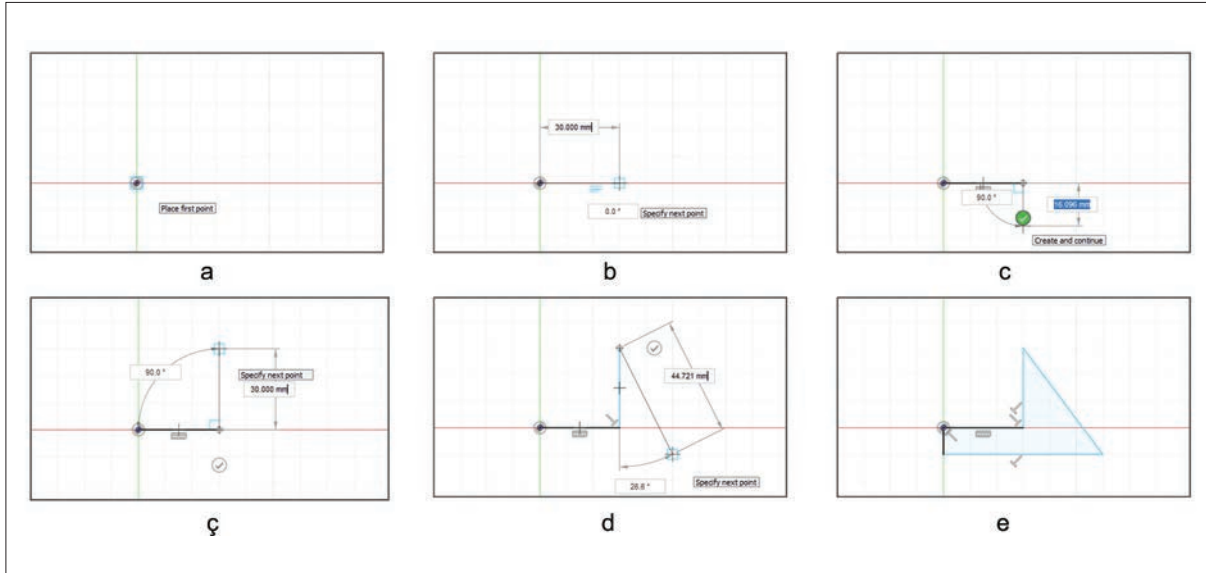 Place first point
a
30.000 mm
0.0 °
Specify next point
b
90.0 °
16.096 mm
Create and continue
c
90.0 °
Specify next point
30.000 mm
ç
44.721 mm
26.6 °
Specify next point
d
e